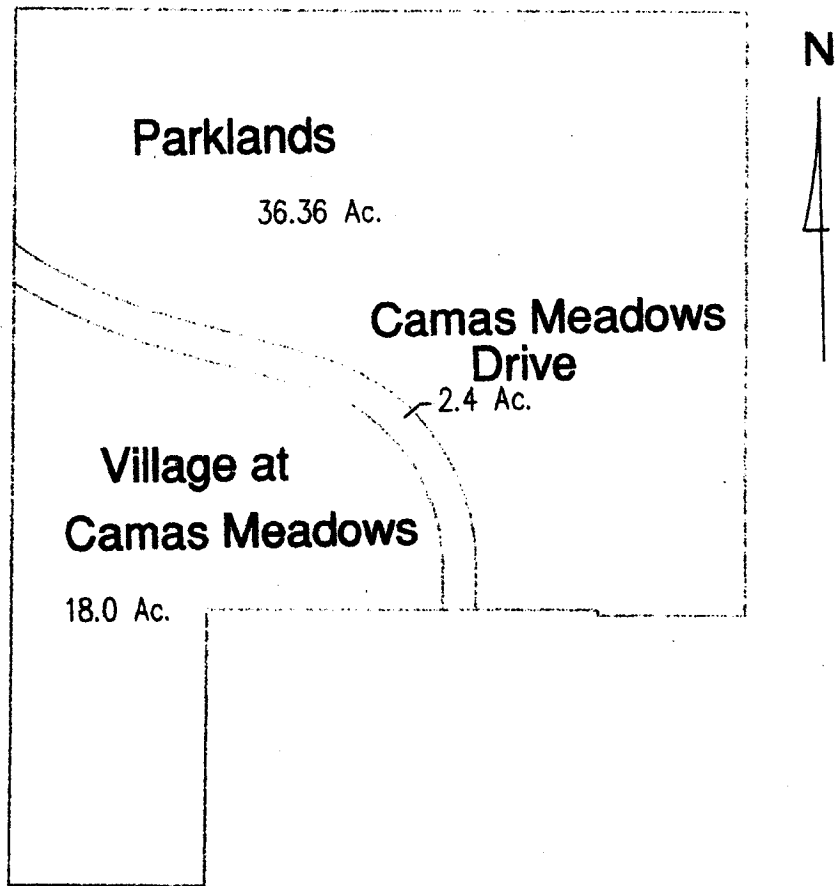 N
Parklands
36.36 Ac.
Camas Meadows
Drive
2.4 Ac.
Village at
Camas Meadows
18.0 Ac.